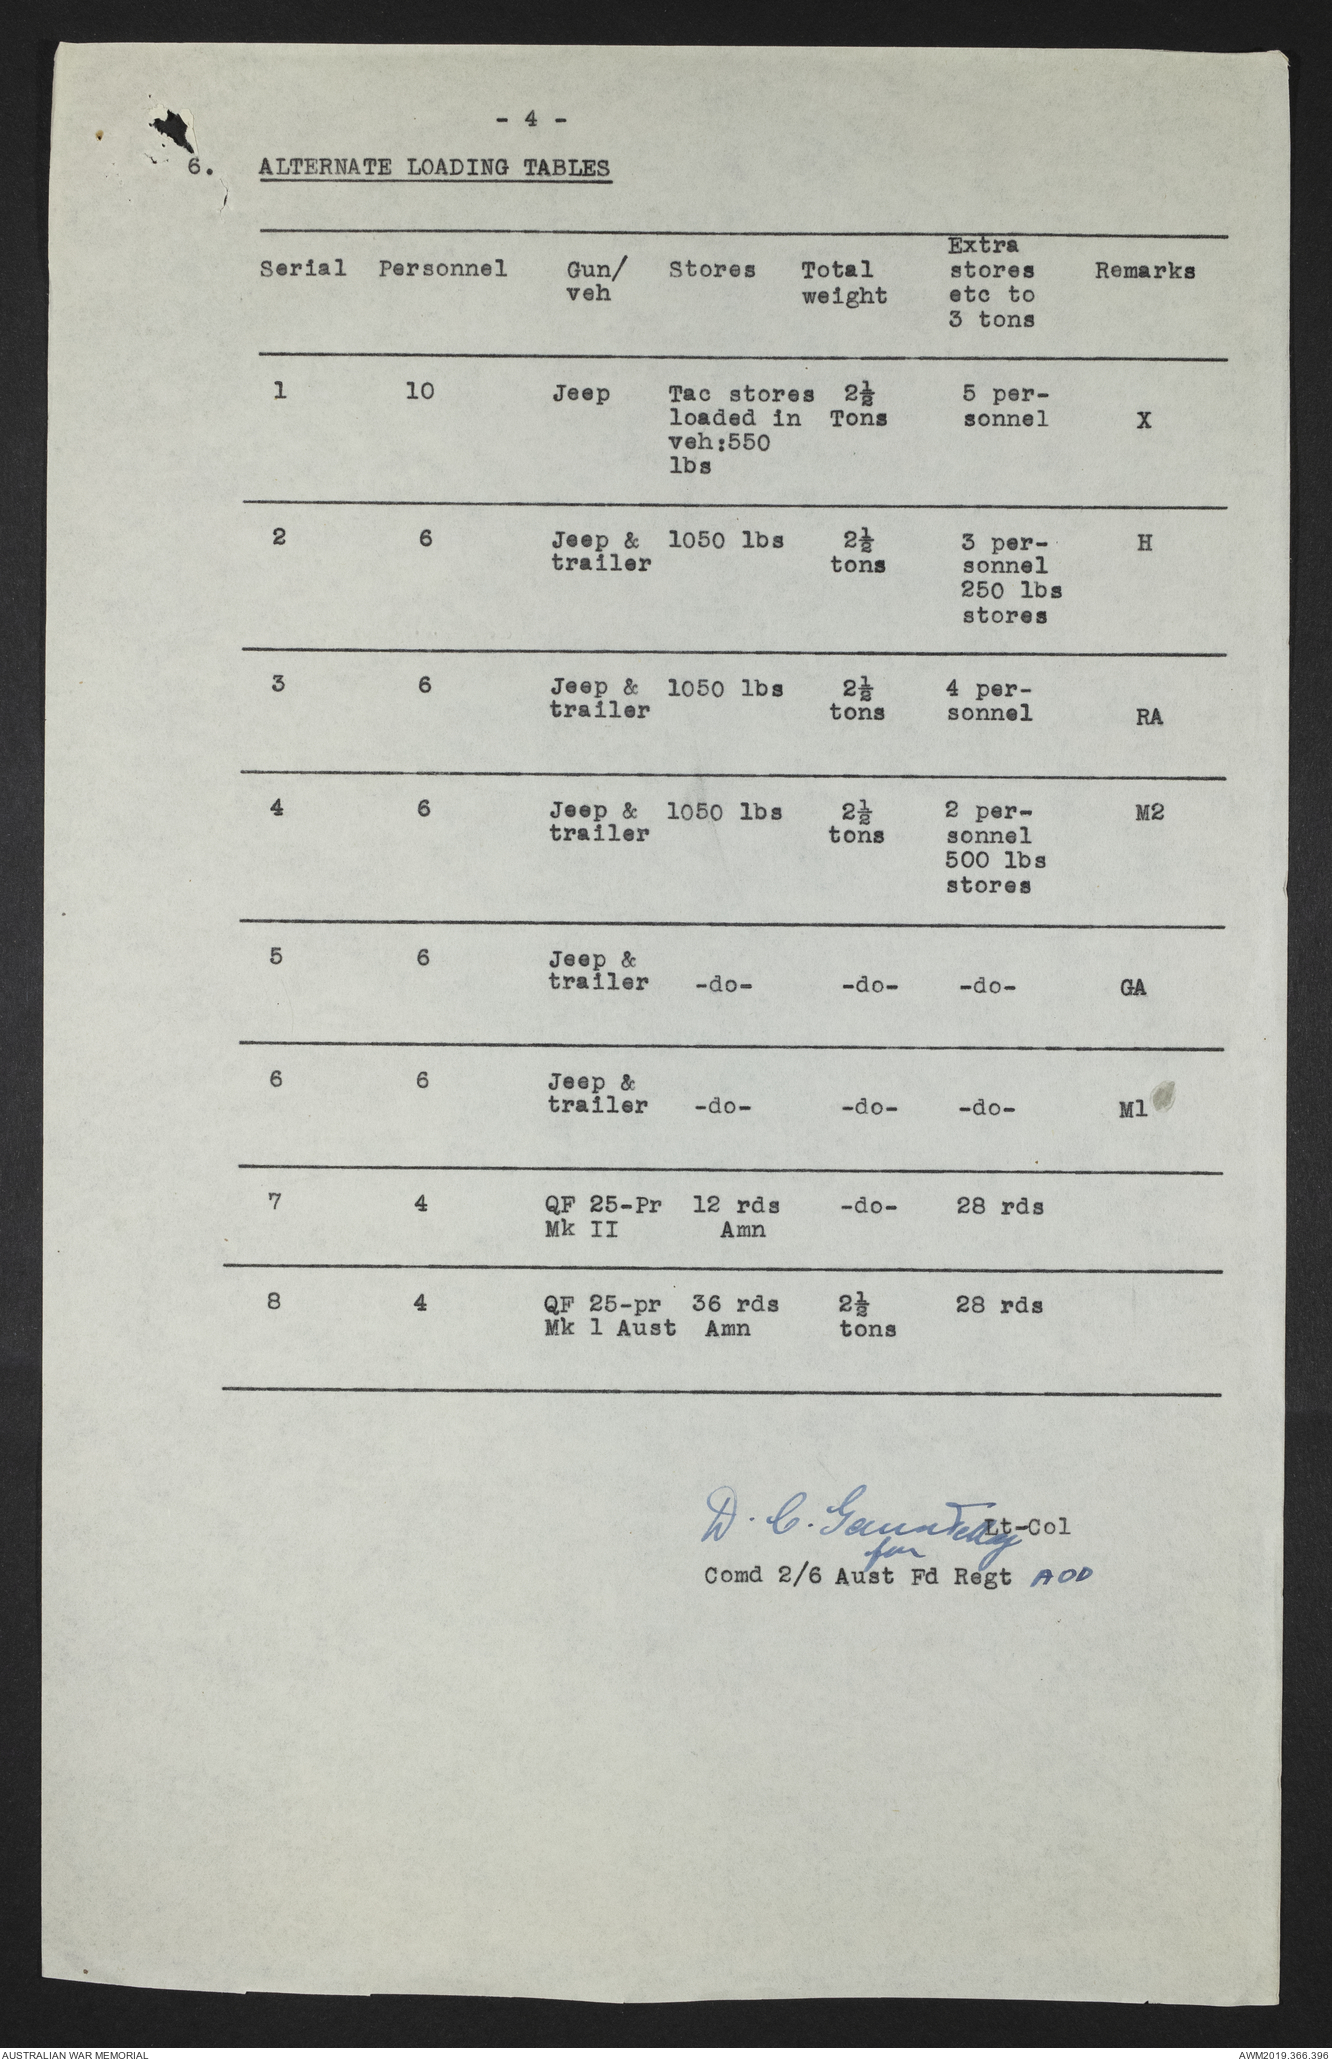 - 4 -
6. ALTERNATE LOADING TABLES
Serial Personnel Gun/ veh Stores Total weight Extra stores etc to 3 tons Remarks
1 10 Jeep Tac stores 2½ 5 per-
loaded in Tons sonnel X
veh:550
lbs
2 6 Jeep & 1050 lbs 2½ 3 per- H
trailer tons sonnel
250 lbs
stores
3 6 Jeep & 1050 lbs 2½ 4 per-
trailer tons sonnel RA
4 6 Jeep & 1050 lbs 2½ 2 per- M2
trailer tons sonnel
500 lbs
stores
5 6 Jeep &
trailer -do- -do- -do- GA
6 6 Jeep &
trailer -do- -do- -do- M1
7 4 QF 25-Pr 12 rds -do- 28 rds
Mk II Amn
8 4 QF 25-pr 36 rds 2½ 28 rds
Mk 1 Aust Amn tons
D. C. Lt-Col
for
Comd 2/6 Aust Fd Regt AOD
AUSTRALIAN WAR MEMORIAL AWM2019.366.396